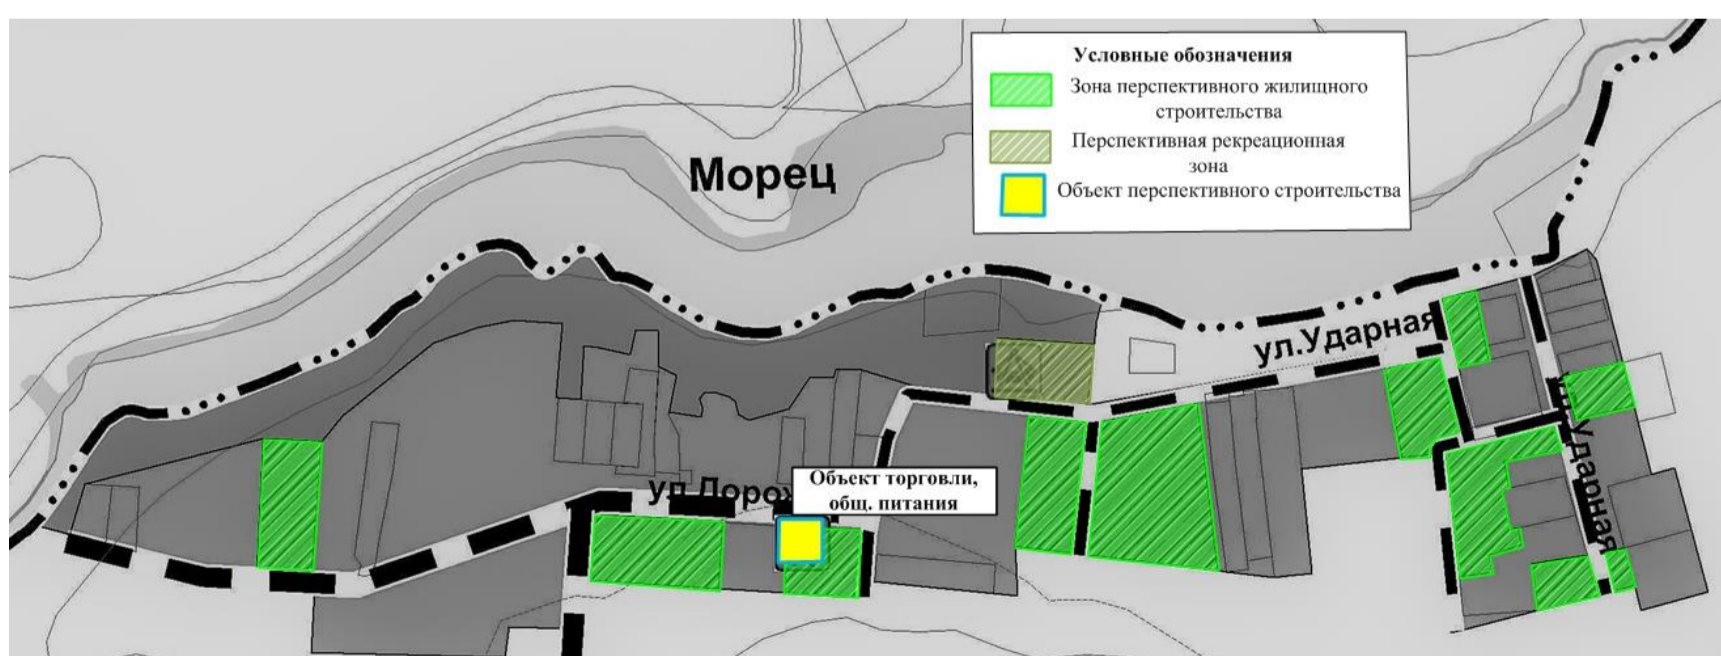 Условные обозначения
Зона перспективного жилищного
строительства
Перспективная рекреационная
зона
Объект перспективного строительства
Морец
ул.Ударная
ул.Ударная
Объект торговли,
общ. питания